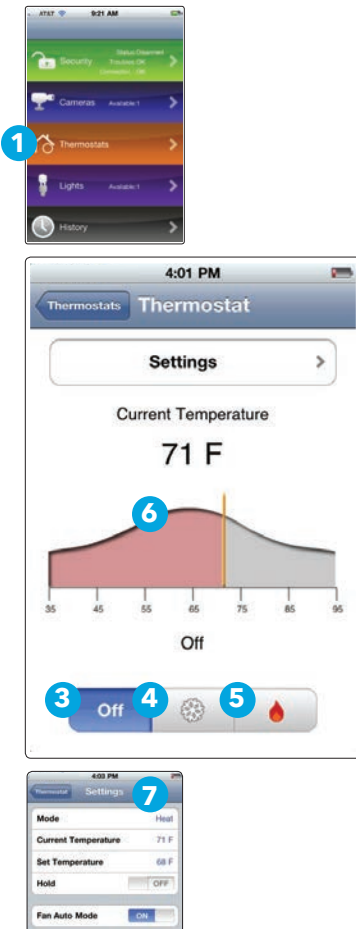 AT&T 9:21 AM
Status: Disarmed
Security Troubles: OK
Connection: OK
Cameras Available:1
1 Thermostats
Lights Available:1
History
4:01 PM
Thermostats Thermostat
Settings
Current Temperature
71 F
6
35 45 55 65 75 85 95
Off
3 Off 4 5
4:03 PM
Thermostat Settings 7
Mode Heat
Current Temperature 71 F
Set Temperature 68 F
Hold OFF
Fan Auto Mode ON